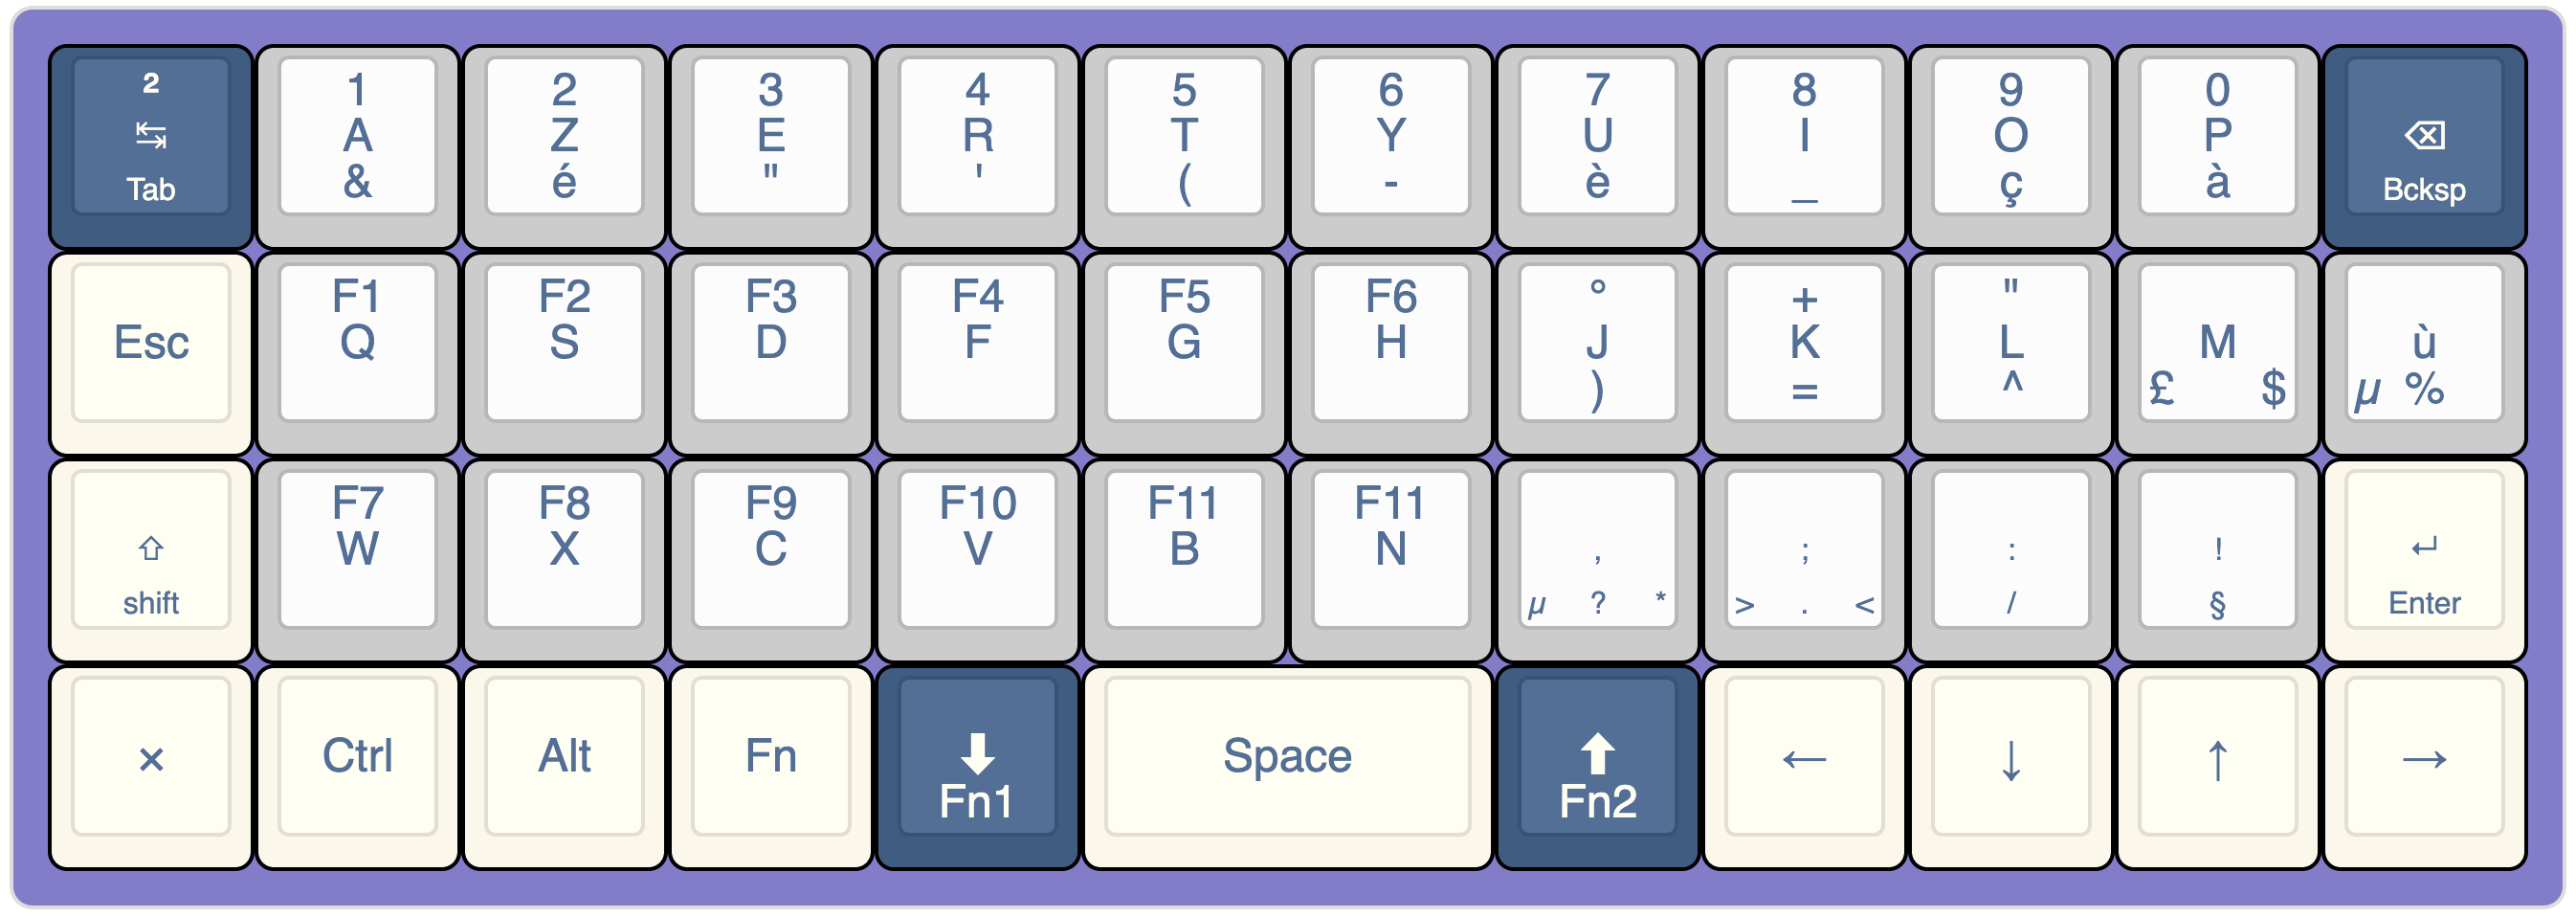 2 1 2 3 4 5 6 7 8 9 0
↹ A Z E R T Y U I O P ⌫
Tab & é " ' ( - è _ ç à Bcksp
F1 F2 F3 F4 F5 F6 ° + "
Esc Q S D F G H J K L M ù
) = ^ £ $ µ %
F7 F8 F9 F10 F11 F11
⇧ W X C V B N , ; : ! ↵
shift µ ? * > . < / § Enter
× Ctrl Alt Fn ⬇ Space ⬆ ← ↓ ↑ →
Fn1 Fn2